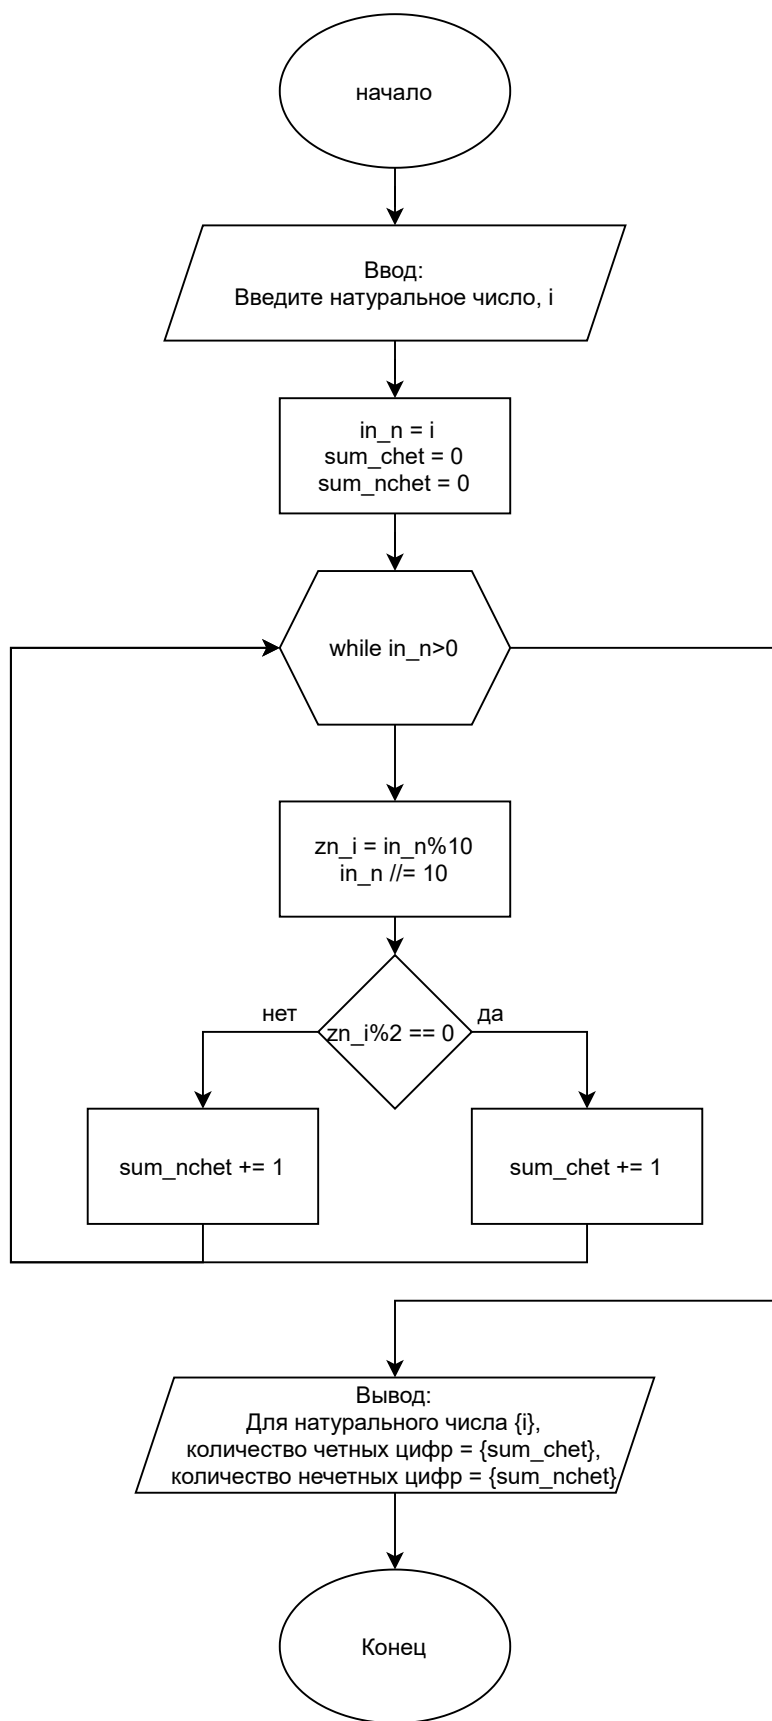 начало
Ввод:
Введите натуральное число, i
in_n = i
sum_chet = 0
sum_nchet = 0
while in_n>0
zn_i = in_n%10
in_n //= 10
нет
zn_i%2 == 0
да
sum_nchet += 1
sum_chet += 1
Вывод:
Для натурального числа {i},
количество четных цифр = {sum_chet},
количество нечетных цифр = {sum_nchet}
Конец